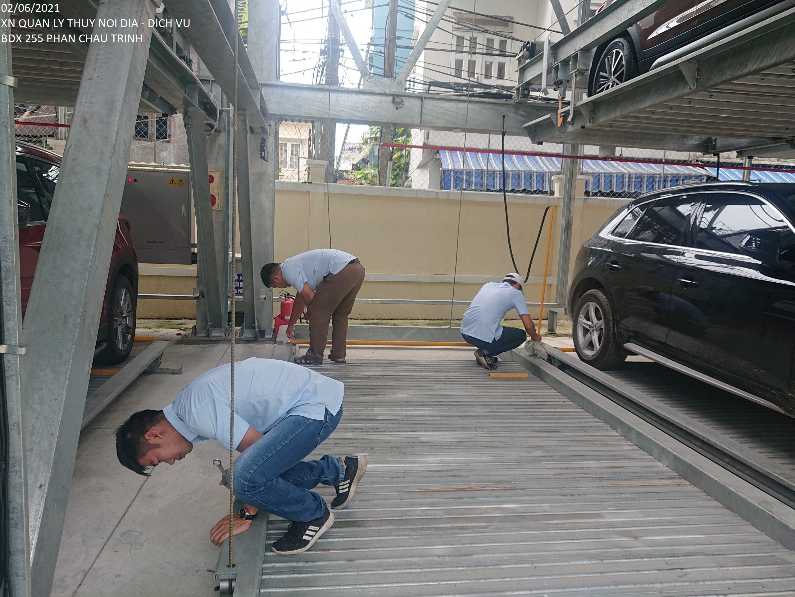 02/06/2021
XN QUAN LY THUY NOI DIA - DICH VU
BDX 255 PHAN CHAU TRINH